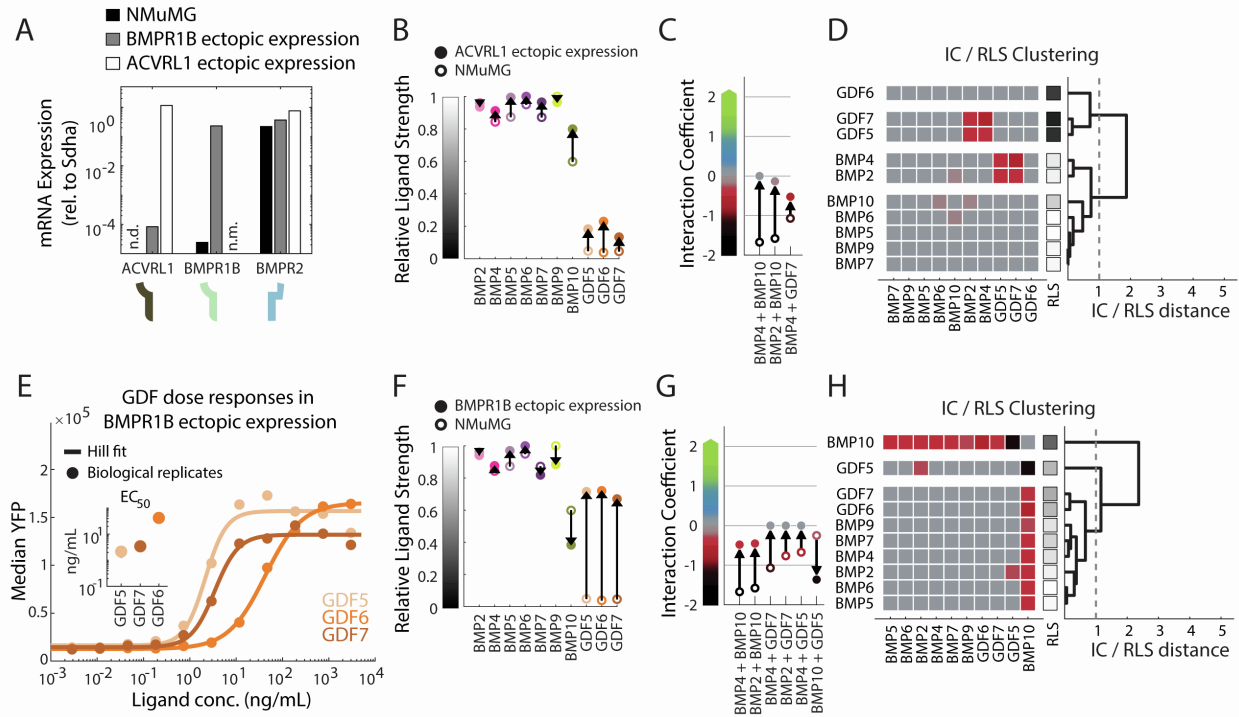 A
NMuMG
BMPR1B ectopic expression
ACVRL1 ectopic expression
mRNA Expression
(rel. to Sdha)
10^0
10^-2
10^-4
n.d.
n.m.
ACVRL1
BMPR1B
BMPR2
B
ACVRL1 ectopic expression
NMuMG
Relative Ligand Strength
1
0.8
0.6
0.4
0.2
0
BMP2
BMP4
BMP5
BMP6
BMP7
BMP9
BMP10
GDF5
GDF6
GDF7
C
Interaction Coefficient
2
1
0
-1
-2
BMP4 + BMP10
BMP2 + BMP10
BMP4 + GDF7
D
IC / RLS Clustering
GDF6
GDF7
GDF5
BMP4
BMP2
BMP10
BMP6
BMP5
BMP9
BMP7
BMP7
BMP9
BMP5
BMP6
BMP10
BMP2
BMP4
GDF5
GDF7
GDF6
RLS
1 2 3 4 5
IC / RLS distance
E
GDF dose responses in
BMPR1B ectopic expression
×10^5
Hill fit
Biological replicates
Median YFP
2
1.5
1
0.5
0
EC50
ng/mL
10^1
10^-1
GDF5
GDF7
GDF6
GDF5
GDF6
GDF7
10^-3 10^-2 10^-1 10^0 10^1 10^2 10^3 10^4
Ligand conc. (ng/mL)
F
BMPR1B ectopic expression
NMuMG
Relative Ligand Strength
1
0.8
0.6
0.4
0.2
0
BMP2
BMP4
BMP5
BMP6
BMP7
BMP9
BMP10
GDF5
GDF6
GDF7
G
Interaction Coefficient
2
1
0
-1
-2
BMP4 + BMP10
BMP2 + BMP10
BMP4 + GDF7
BMP2 + GDF7
BMP4 + GDF5
BMP10 + GDF5
H
IC / RLS Clustering
BMP10
GDF5
GDF7
GDF6
BMP9
BMP7
BMP4
BMP2
BMP6
BMP5
BMP5
BMP6
BMP2
BMP4
BMP7
BMP9
GDF6
GDF7
GDF5
BMP10
RLS
1 2 3 4 5
IC / RLS distance